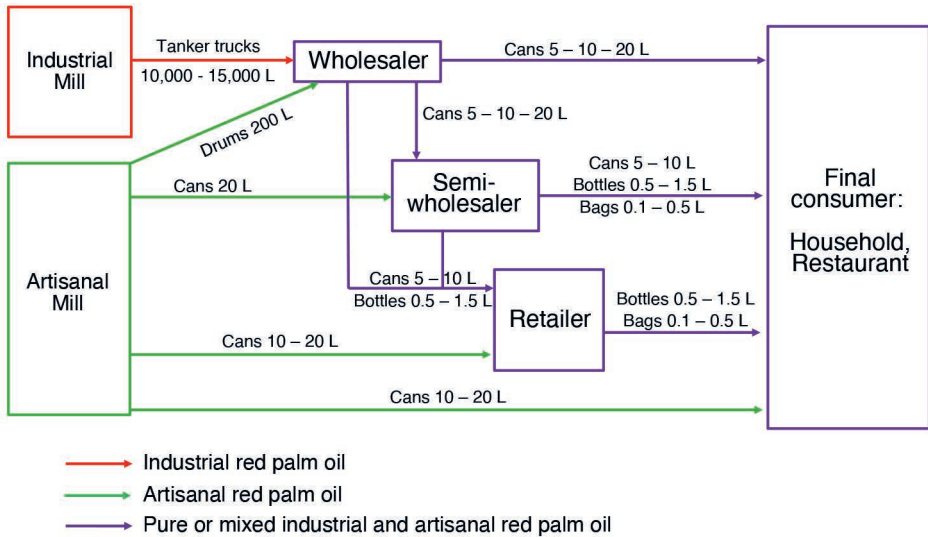 Industrial
Mill
Tanker trucks
10,000 - 15,000 L
Wholesaler
Cans 5 – 10 – 20 L
Drums 200 L
Cans 5 – 10 – 20 L
Artisanal
Mill
Cans 20 L
Semi-
wholesaler
Cans 5 – 10 L
Bottles 0.5 – 1.5 L
Bags 0.1 – 0.5 L
Final
consumer:
Household,
Restaurant
Cans 5 – 10 L
Bottles 0.5 – 1.5 L
Retailer
Bottles 0.5 – 1.5 L
Bags 0.1 – 0.5 L
Cans 10 – 20 L
Cans 10 – 20 L
Industrial red palm oil
Artisanal red palm oil
Pure or mixed industrial and artisanal red palm oil